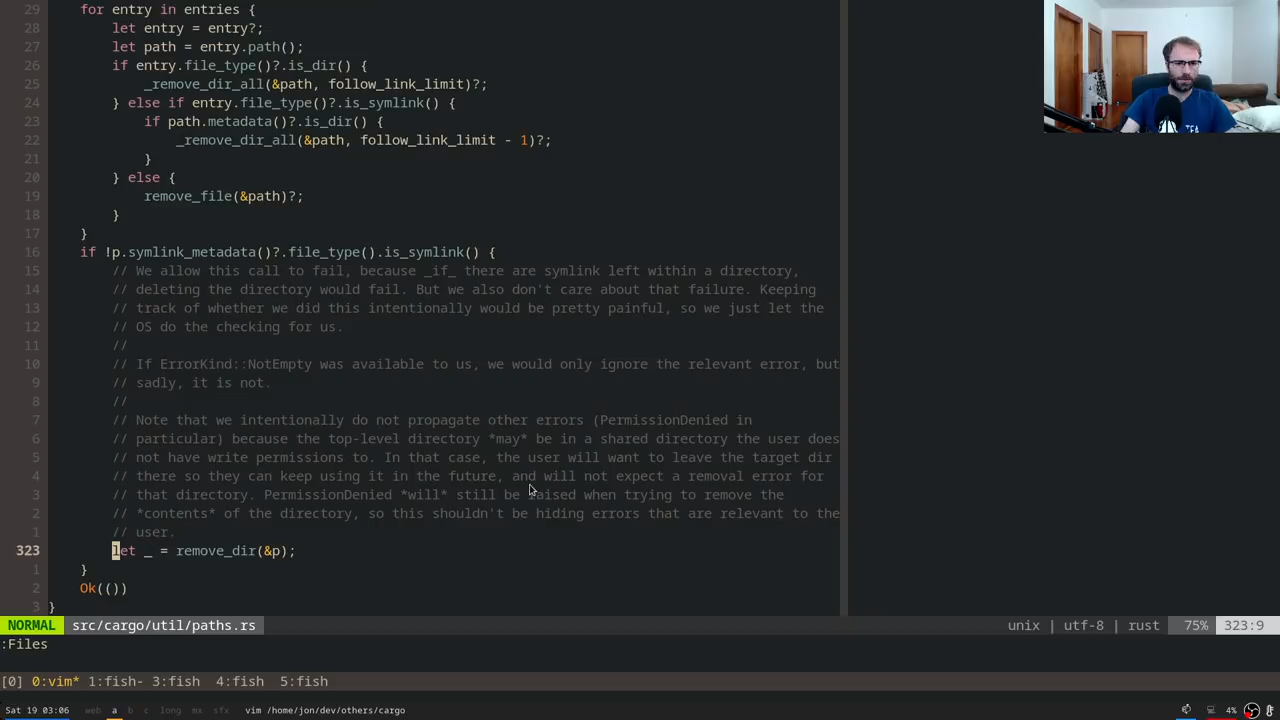 29 for entry in entries {
28 let entry = entry?;
27 let path = entry.path();
26 if entry.file_type()?.is_dir() {
25 _remove_dir_all(&path, follow_link_limit)?;
24 } else if entry.file_type()?.is_symlink() {
23 if path.metadata()?.is_dir() {
22 _remove_dir_all(&path, follow_link_limit - 1)?;
21 }
20 } else {
19 remove_file(&path)?;
18 }
17 }
16 if !p.symlink_metadata()?.file_type().is_symlink() {
15 // We allow this call to fail, because _if_ there are symlink left within a directory,
14 // deleting the directory would fail. But we also don't care about that failure. Keeping
13 // track of whether we did this intentionally would be pretty painful, so we just let the
12 // OS do the checking for us.
11 //
10 // If ErrorKind::NotEmpty was available to us, we would only ignore the relevant error, but
9 // sadly, it is not.
8 //
7 // Note that we intentionally do not propagate other errors (PermissionDenied in
6 // particular) because the top-level directory *may* be in a shared directory the user does
5 // not have write permissions to. In that case, the user will want to leave the target dir
4 // there so they can keep using it in the future, and will not expect a removal error for
3 // that directory. PermissionDenied *will* still be raised when trying to remove the
2 // *contents* of the directory, so this shouldn't be hiding errors that are relevant to the
1 // user.
323 let _ = remove_dir(&p);
1 }
2 Ok(())
3 }
NORMAL src/cargo/util/paths.rs unix | utf-8 | rust 75% 323:9
:Files
[0] 0:vim* 1:fish- 3:fish 4:fish 5:fish
Sat 19 03:06 web a b c long mx sfx vim /home/jon/dev/others/cargo 4%